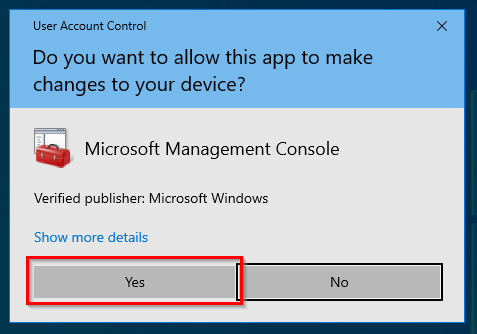 User Account Control
Do you want to allow this app to make
changes to your device?
Microsoft Management Console
Verified publisher: Microsoft Windows
Show more details
Yes
No